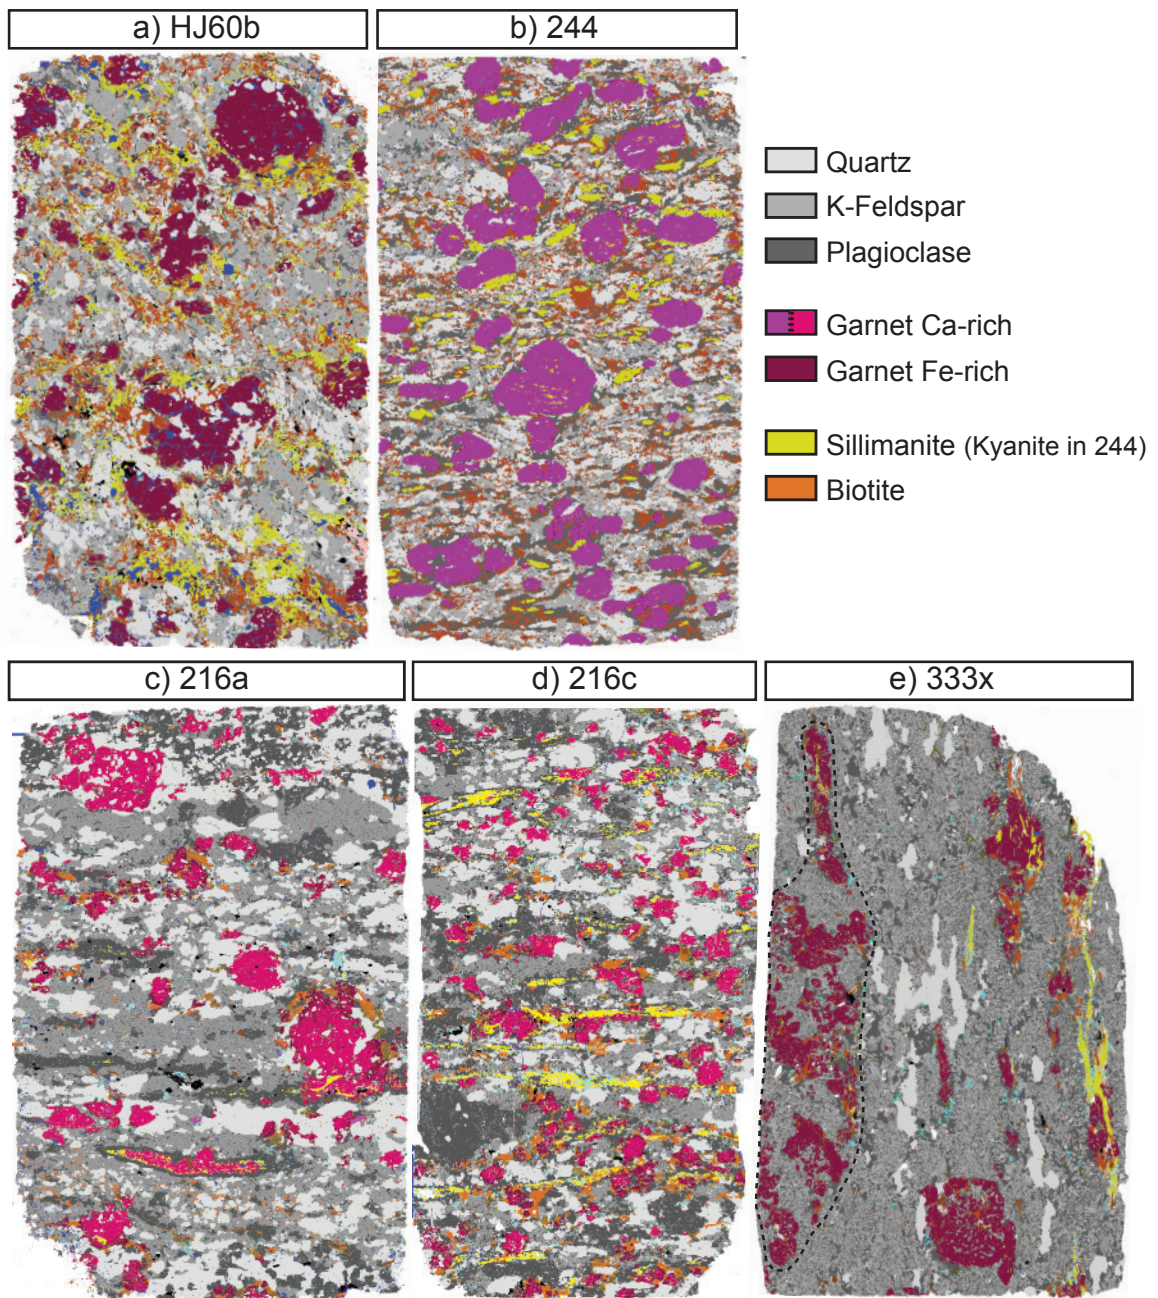 a) HJ60b
b) 244
Quartz
K-Feldspar
Plagioclase
Garnet Ca-rich
Garnet Fe-rich
Sillimanite (Kyanite in 244)
Biotite
c) 216a
d) 216c
e) 333x